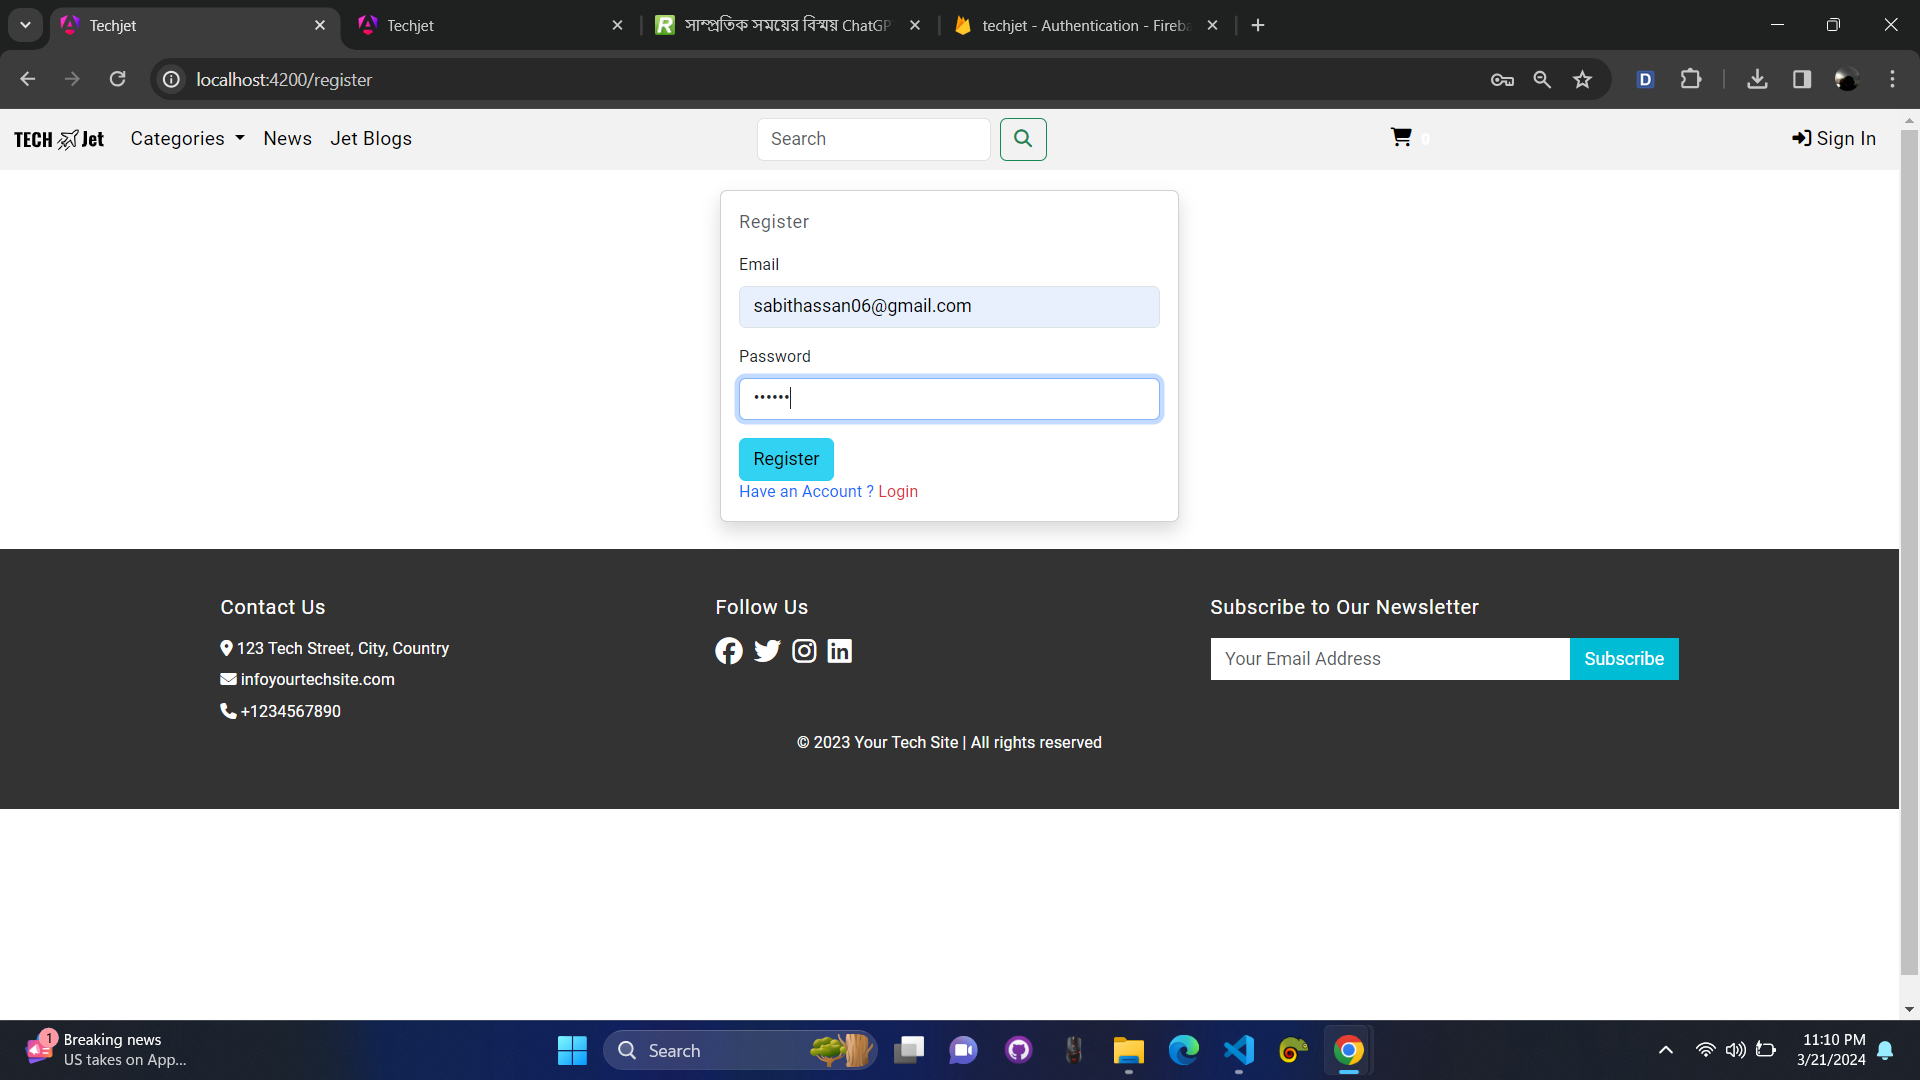 Techjet
Techjet
সাম্প্রতিক সময়ের বিস্ময় ChatGP
techjet - Authentication - Fireba
localhost:4200/register
D
TECH Jet
Categories
News
Jet Blogs
Search
0
Sign In
Register
Email
sabithassan06@gmail.com
Password
••••••
Register
Have an Account ? Login
Contact Us
123 Tech Street, City, Country
infoyourtechsite.com
+1234567890
Follow Us
Subscribe to Our Newsletter
Your Email Address
Subscribe
© 2023 Your Tech Site | All rights reserved
1
Breaking news
US takes on App...
Search
11:10 PM
3/21/2024